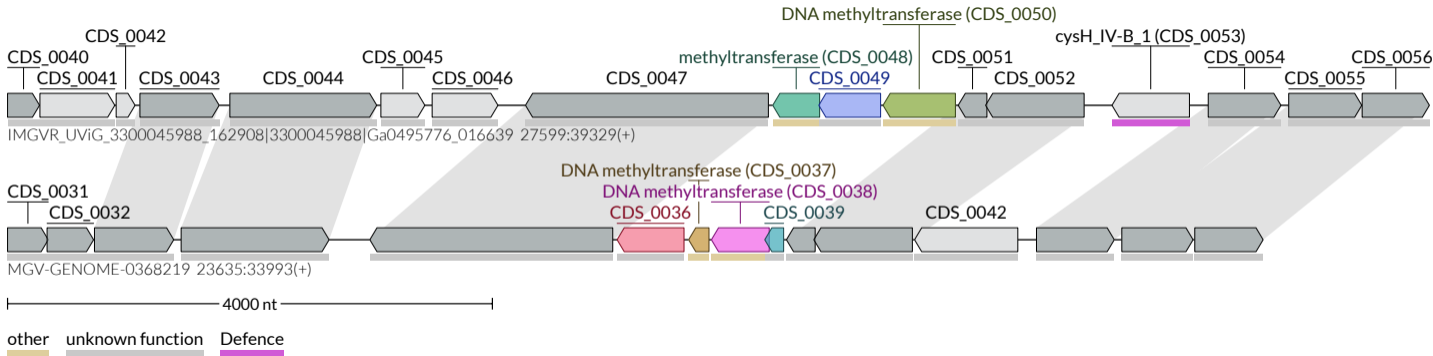 DNA methyltransferase (CDS_0050)
CDS_0042 cysH_IV-B_1 (CDS_0053)
CDS_0040 CDS_0045 methyltransferase (CDS_0048) CDS_0051 CDS_0054 CDS_0056
CDS_0041 CDS_0043 CDS_0044 CDS_0046 CDS_0047 CDS_0049 CDS_0052 CDS_0055
IMGVR_UViG_3300045988_162908|3300045988|Ga0495776_016639 27599:39329(+)
DNA methyltransferase (CDS_0037)
CDS_0031 DNA methyltransferase (CDS_0038)
CDS_0032 CDS_0036 CDS_0039 CDS_0042
MGV-GENOME-0368219 23635:33993(+)
4000 nt
other unknown function Defence